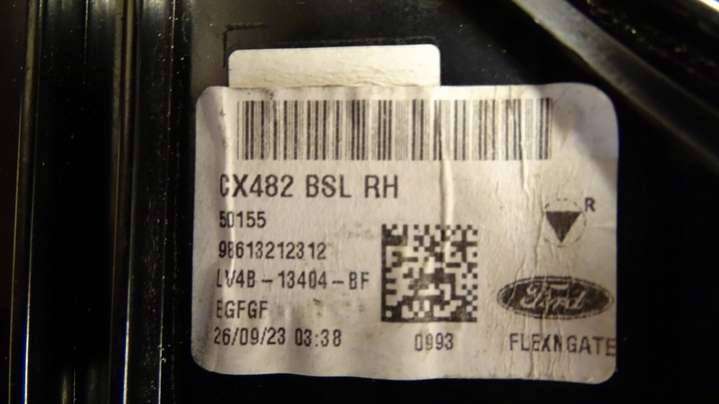 CX482 BSL RH
50155
98613212312
LV4B-13404-BF
EGFGF
26/09/23 03:38
0993
R
Ford
FLEXNGATE